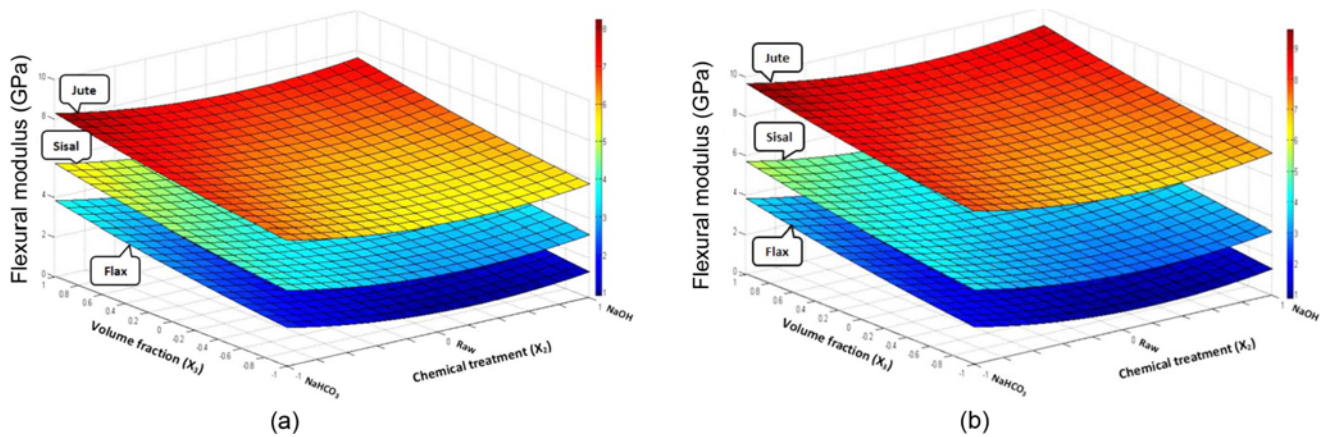 Flexural modulus (GPa)
10
8
6
4
2
0
Jute
Sisal
Flax
1
0.8
0.6
0.4
0.2
0
-0.2
-0.4
-0.6
-0.8
-1
Volume fraction (X₃)
-1
NaHCO₃
0
Raw
1
NaOH
Chemical treatment (X₂)
8
7
6
5
4
3
2
1
(a)
Flexural modulus (GPa)
10
8
6
4
2
0
Jute
Sisal
Flax
1
0.8
0.6
0.4
0.2
0
-0.2
-0.4
-0.6
-0.8
-1
Volume fraction (X₃)
-1
NaHCO₃
0
Raw
1
NaOH
Chemical treatment (X₂)
9
8
7
6
5
4
3
2
1
(b)